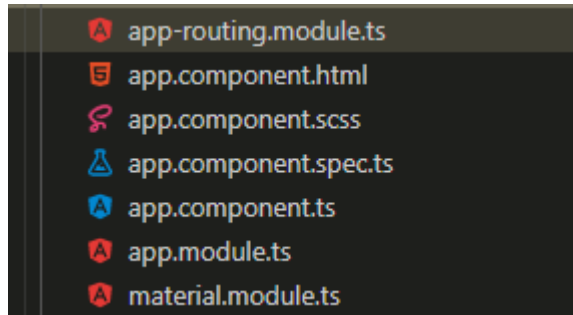 app-routing.module.ts
app.component.html
app.component.scss
app.component.spec.ts
app.component.ts
app.module.ts
material.module.ts